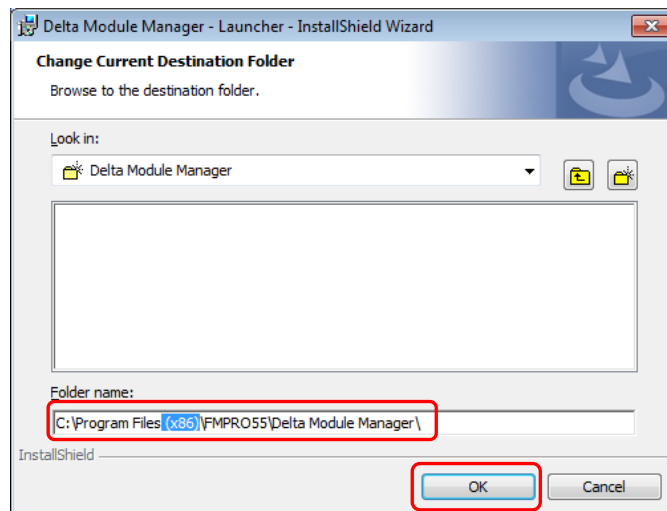 Delta Module Manager - Launcher - InstallShield Wizard
Change Current Destination Folder
Browse to the destination folder.
Look in:
Delta Module Manager
Folder name:
C:\Program Files (x86)\FMPRO55\Delta Module Manager\
InstallShield
OK
Cancel